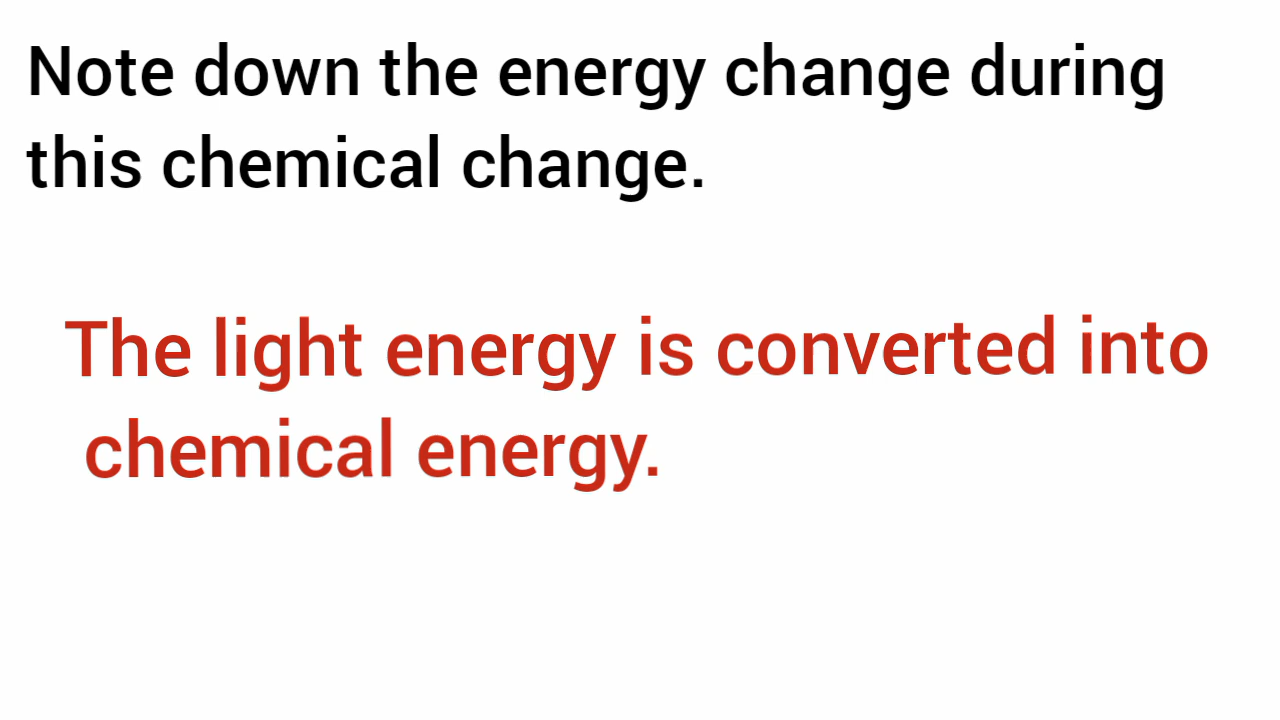 Note down the energy change during
this chemical change.
The light energy is converted into
chemical energy.